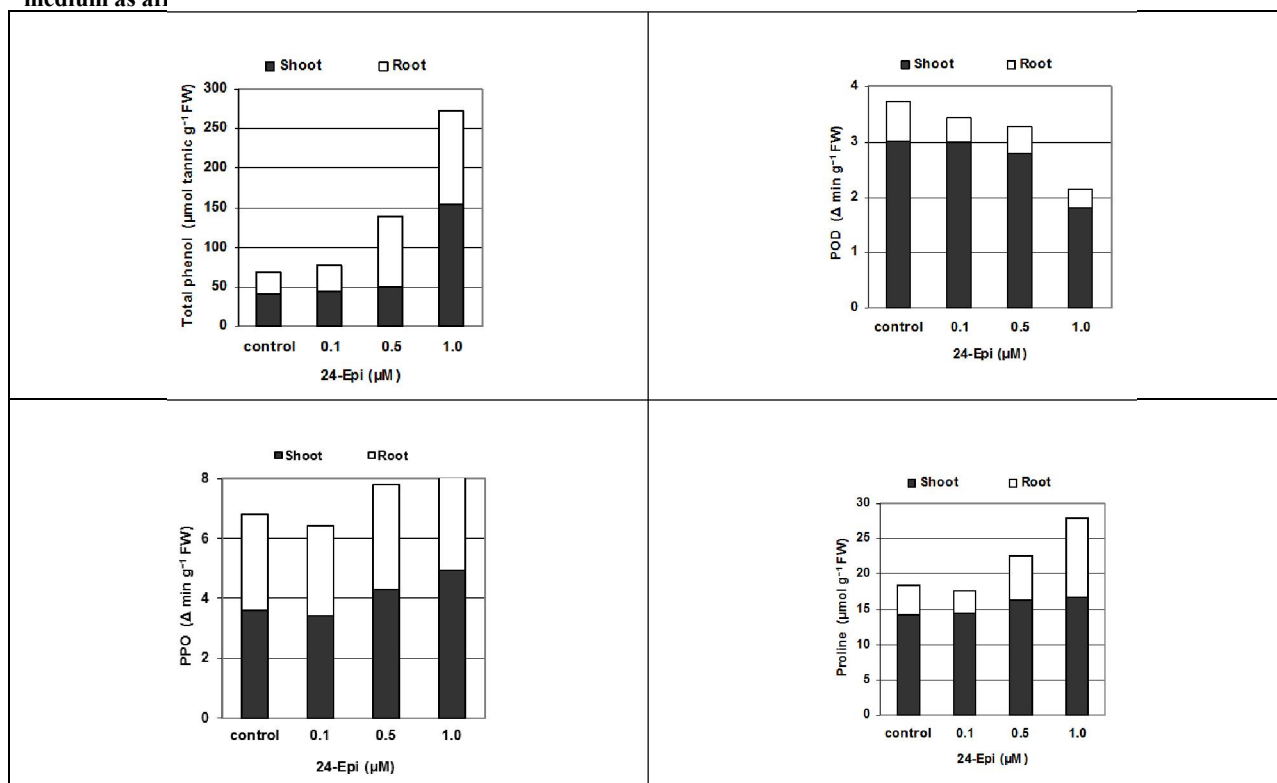 medium as
Shoot Root
Total phenol (µmol tannic g⁻¹ FW)
300
250
200
150
100
50
0
control 0.1 0.5 1.0
24-Epi (µM)
Shoot Root
POD (Δ min g⁻¹ FW)
4
3
2
1
0
control 0.1 0.5 1.0
24-Epi (µM)
Shoot Root
PPO (Δ min g⁻¹ FW)
8
6
4
2
0
control 0.1 0.5 1.0
24-Epi (µM)
Shoot Root
Proline (µmol g⁻¹ FW)
30
25
20
15
10
5
0
control 0.1 0.5 1.0
24-Epi (µM)